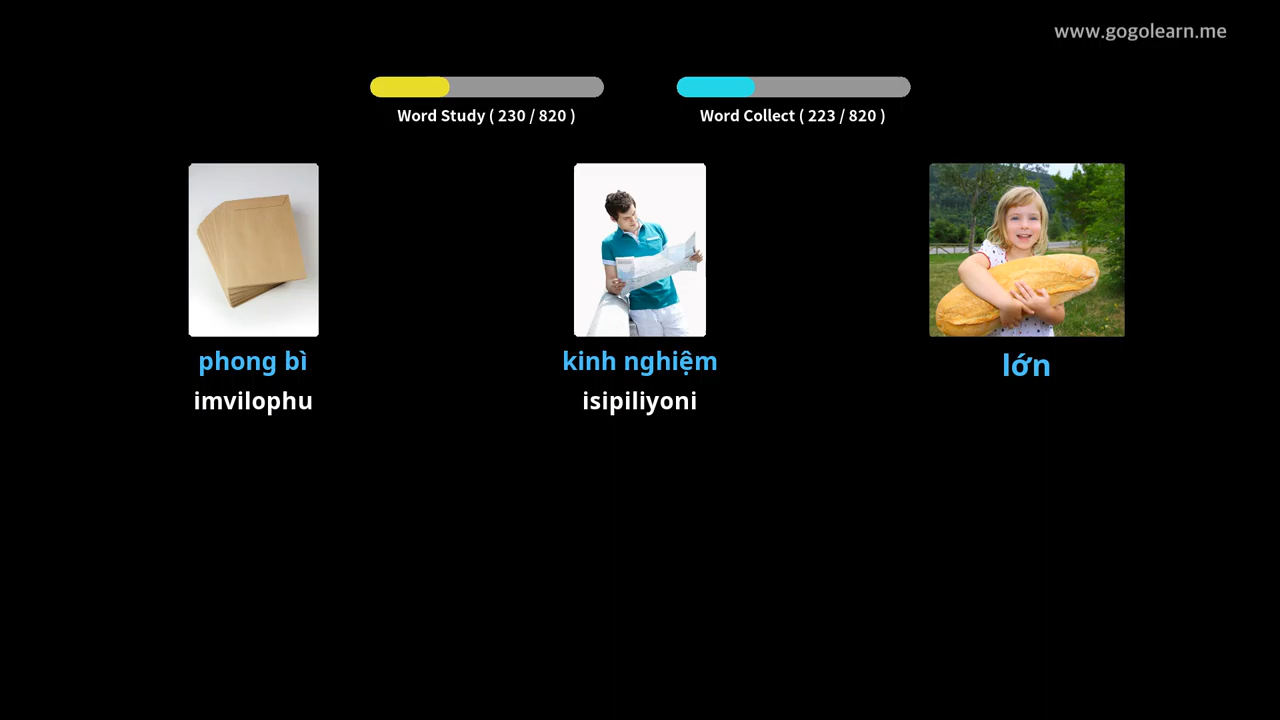 www.gogolearn.me
Word Study ( 230 / 820 )
Word Collect ( 223 / 820 )
phong bì
imvilophu
kinh nghiệm
isipiliyoni
lớn